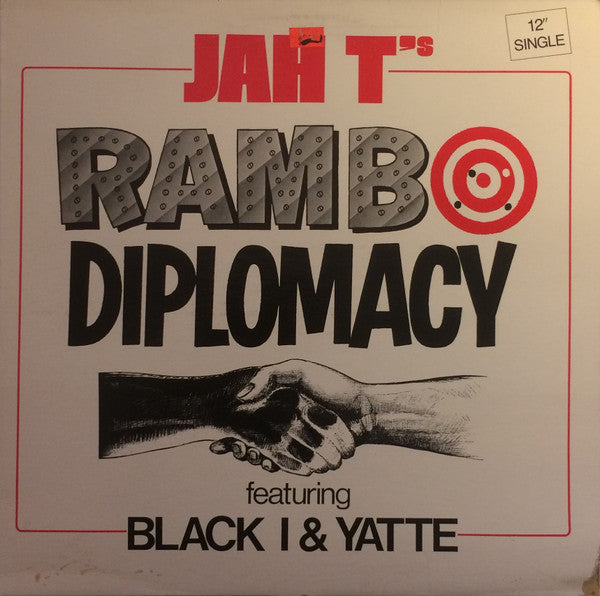 JAH T's
12"
SINGLE
RAMBO
DIPLOMACY
featuring
BLACK I & YATTE